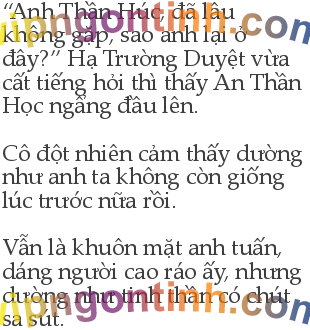 “Anh Thần Húc, đã lâu
không gặp, sao anh lại ở
đây?” Hạ Trường Duyệt vừa
cất tiếng hỏi thì thấy An Thần
Học ngẩng đầu lên.
Cô đột nhiên cảm thấy dường
như anh ta không còn giống
lúc trước nữa rồi.
Vẫn là khuôn mặt anh tuấn,
dáng người cao ráo ấy, nhưng
dường như tinh thần có chút
sa sút.
vipngontinh.com
vipngontinh.com